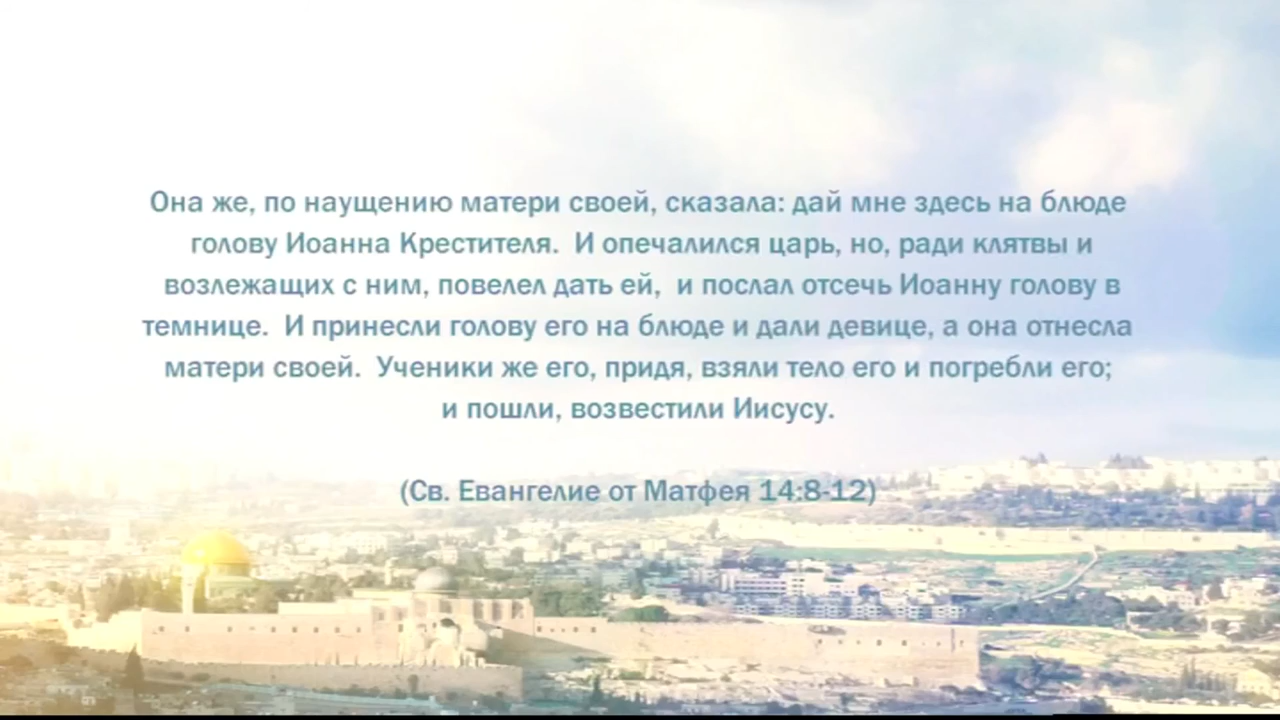 Она же, по наущению матери своей, сказала: дай мне здесь на блюде
голову Иоанна Крестителя.  И опечалился царь, но, ради клятвы и
возлежащих с ним, повелел дать ей,  и послал отсечь Иоанну голову в
темнице.  И принесли голову его на блюде и дали девице, а она отнесла
матери своей.  Ученики же его, придя, взяли тело его и погребли его;
и пошли, возвестили Иисусу.
(Св. Евангелие от Матфея 14:8-12)